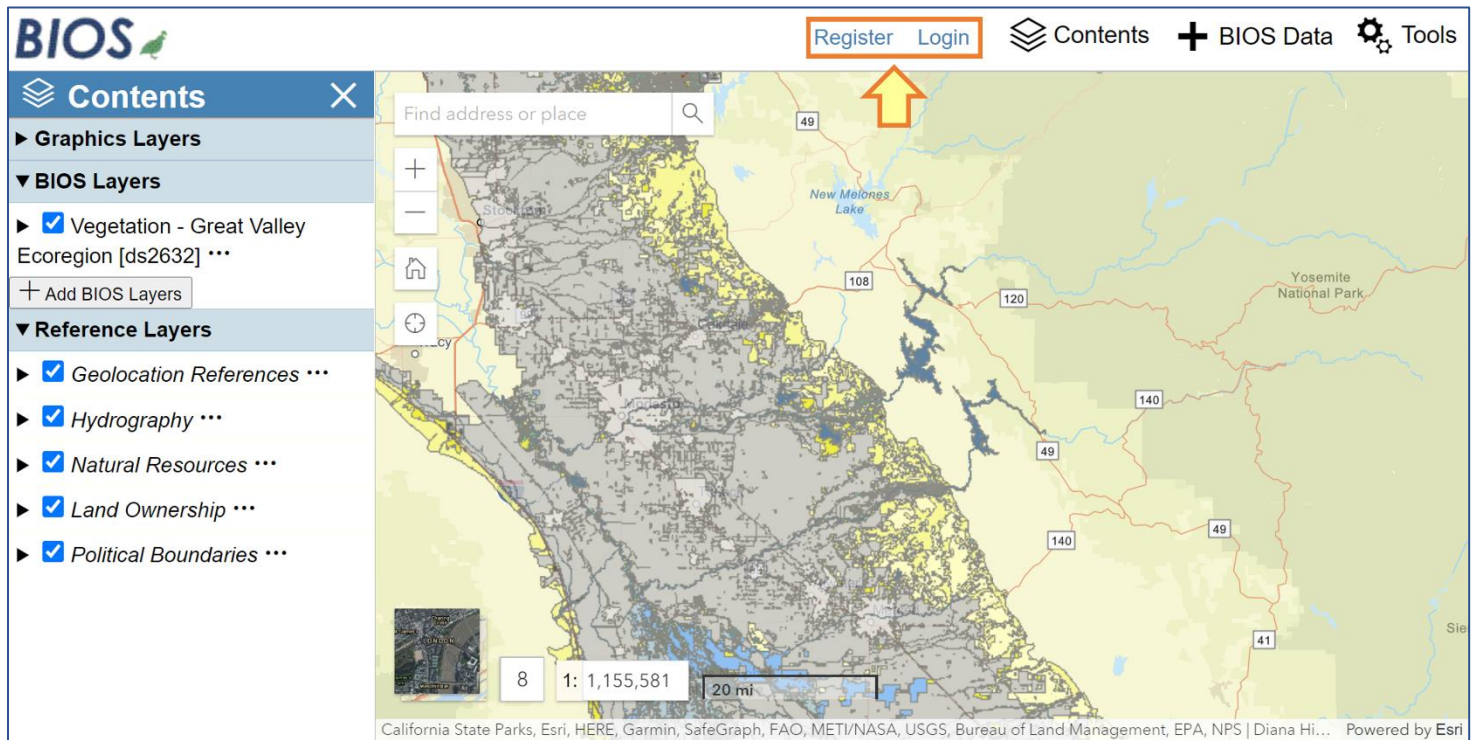 BIOS
Register Login
Contents
BIOS Data
Tools
Contents
Graphics Layers
BIOS Layers
Vegetation - Great Valley
Ecoregion [ds2632] •••
+ Add BIOS Layers
Reference Layers
Geolocation References •••
Hydrography •••
Natural Resources •••
Land Ownership •••
Political Boundaries •••
Find address or place
49
New Melones
Lake
Stockton
108
120
Yosemite
National Park
Oakdale
Modesto
140
49
49
140
41
Sie
LONDON
8
1: 1,155,581
20 mi
California State Parks, Esri, HERE, Garmin, SafeGraph, FAO, METI/NASA, USGS, Bureau of Land Management, EPA, NPS | Diana Hi... Powered by Esri